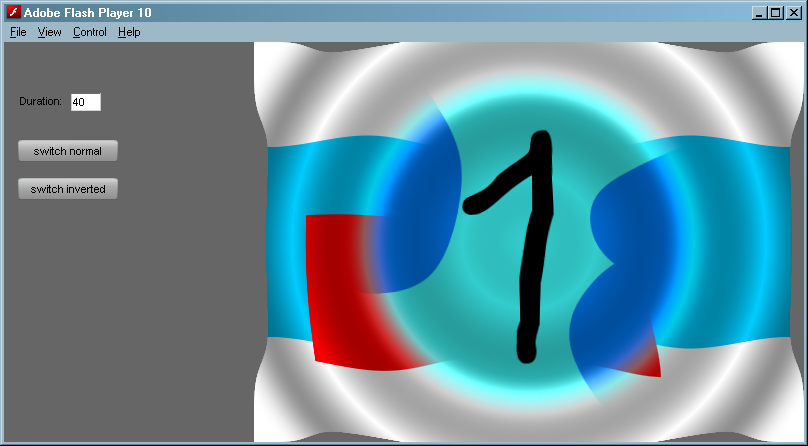 Adobe Flash Player 10
File View Control Help
Duration: 40
switch normal
switch inverted
1